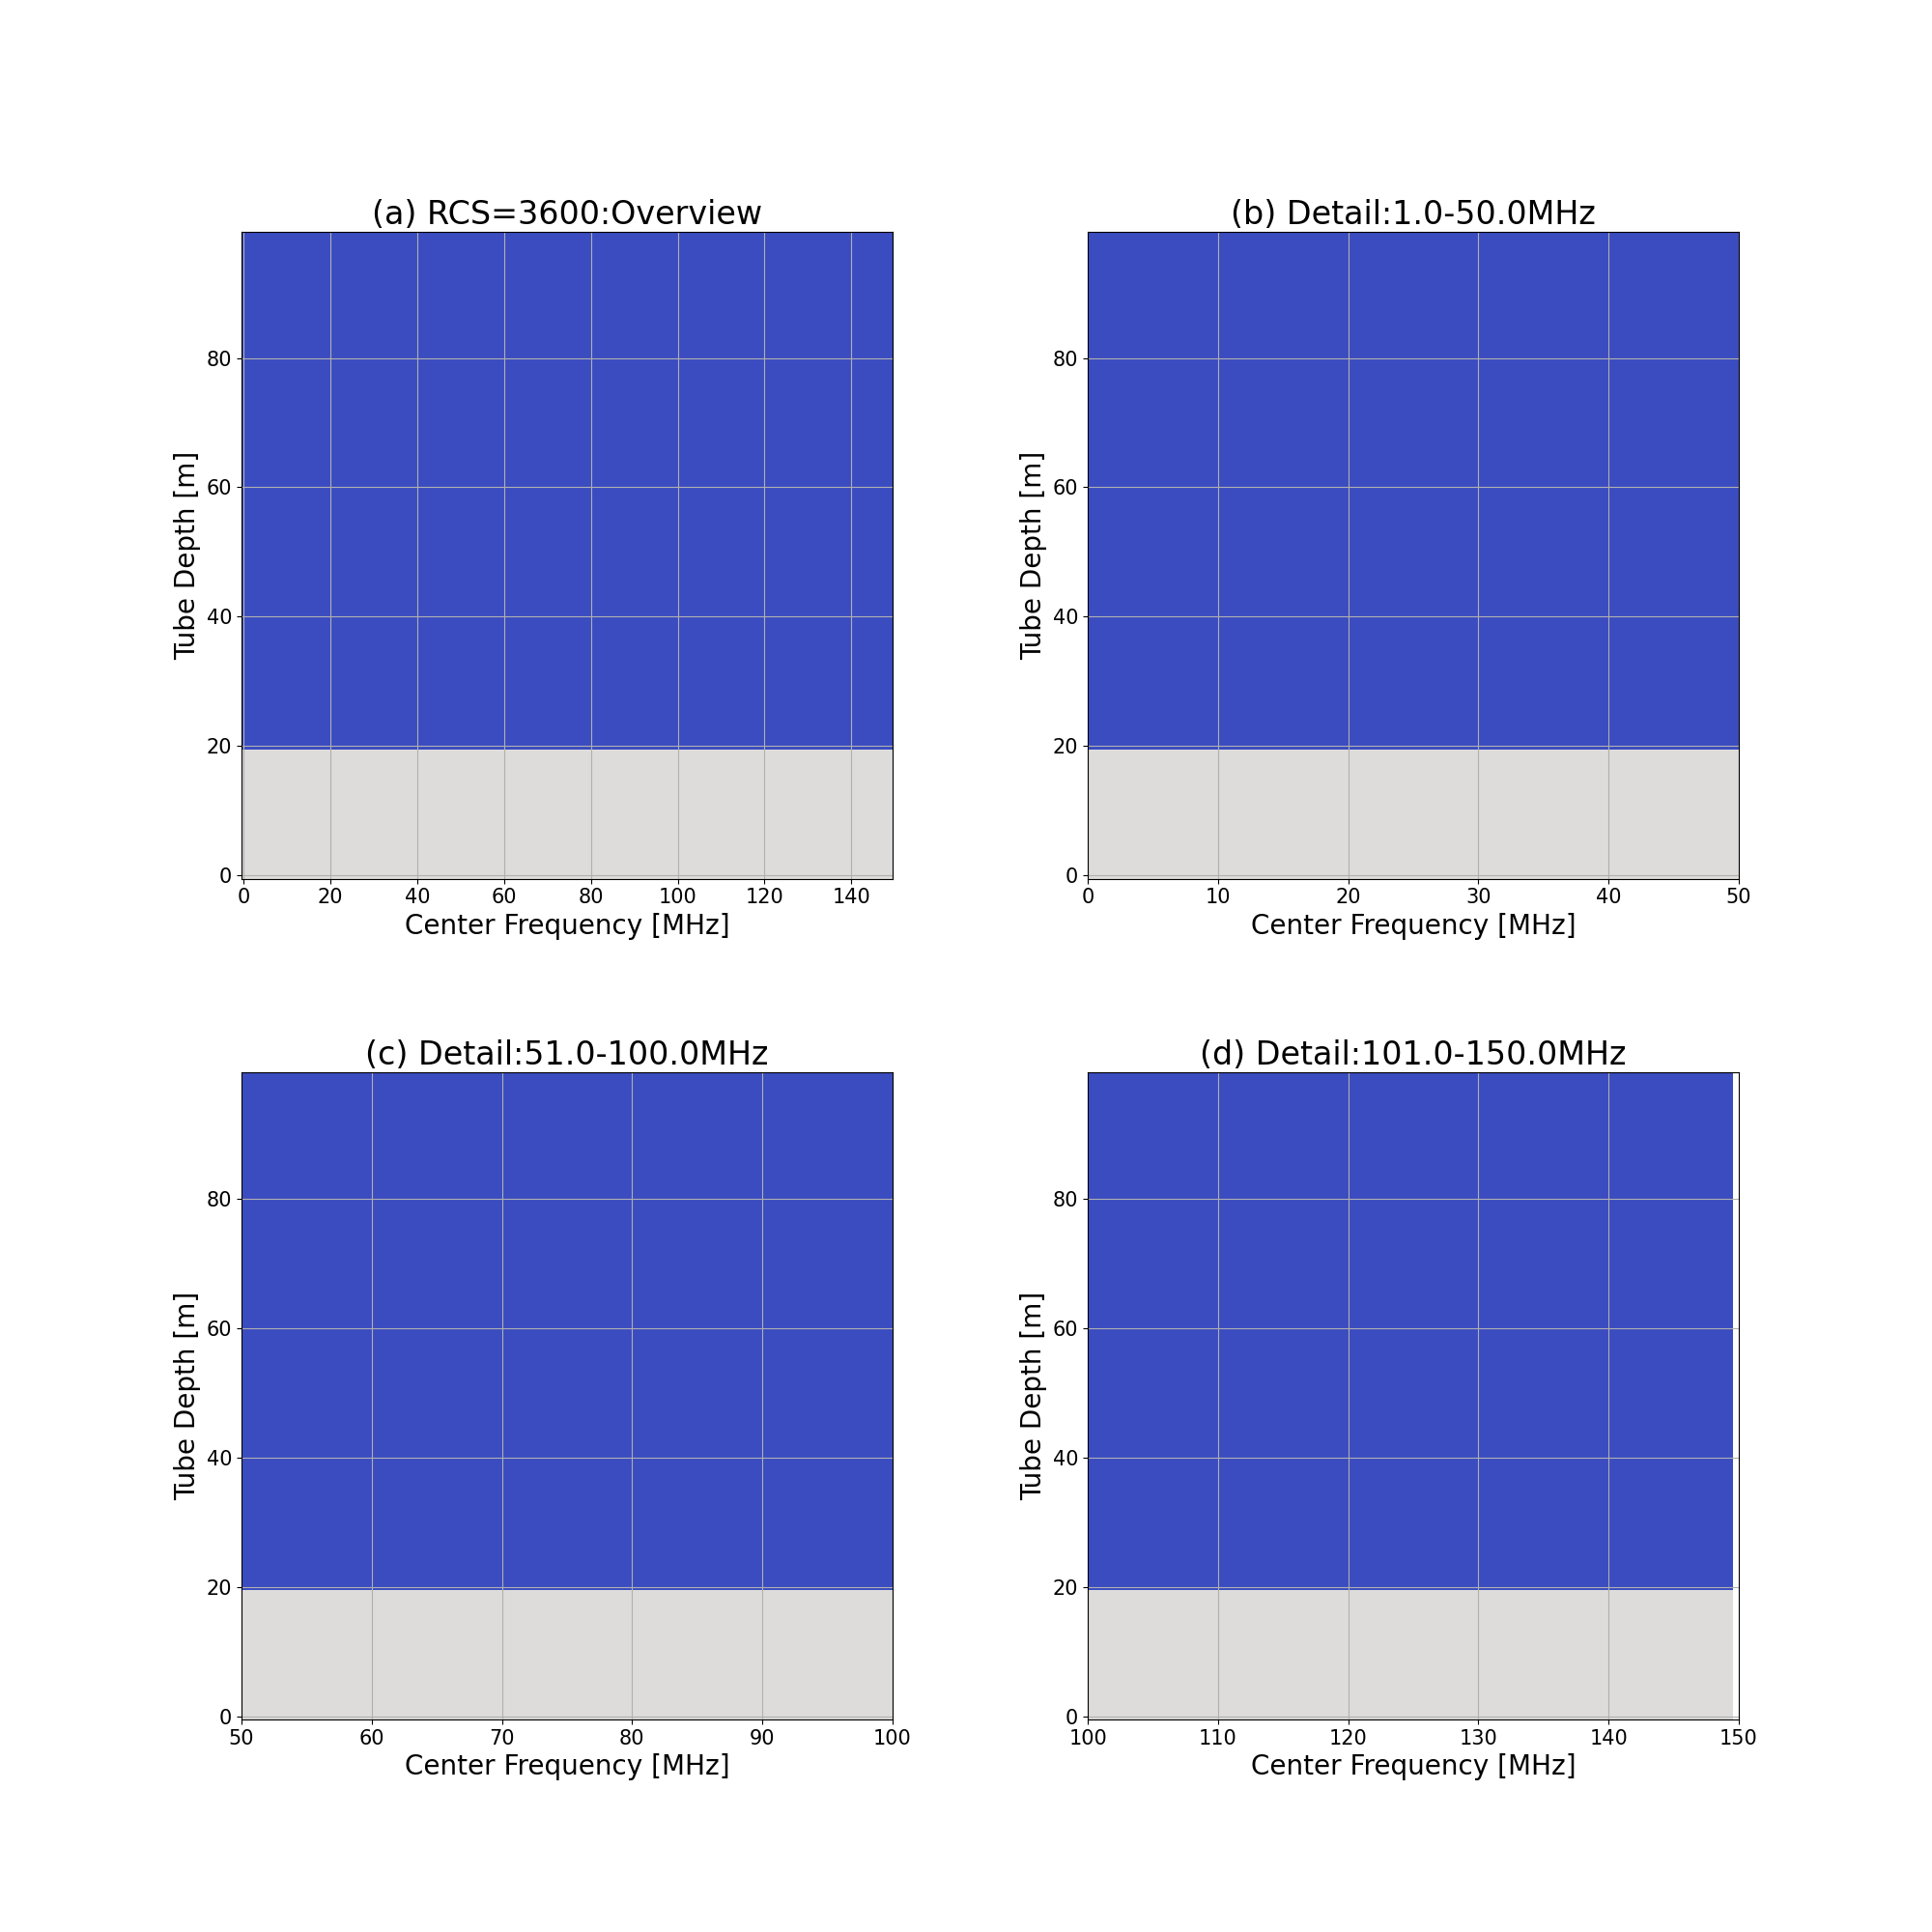 (a) RCS=3600:Overview
Tube Depth [m]
80
60
40
20
0
0 20 40 60 80 100 120 140
Center Frequency [MHz]
(b) Detail:1.0-50.0MHz
Tube Depth [m]
80
60
40
20
0
0 10 20 30 40 50
Center Frequency [MHz]
(c) Detail:51.0-100.0MHz
Tube Depth [m]
80
60
40
20
0
50 60 70 80 90 100
Center Frequency [MHz]
(d) Detail:101.0-150.0MHz
Tube Depth [m]
80
60
40
20
0
100 110 120 130 140 150
Center Frequency [MHz]